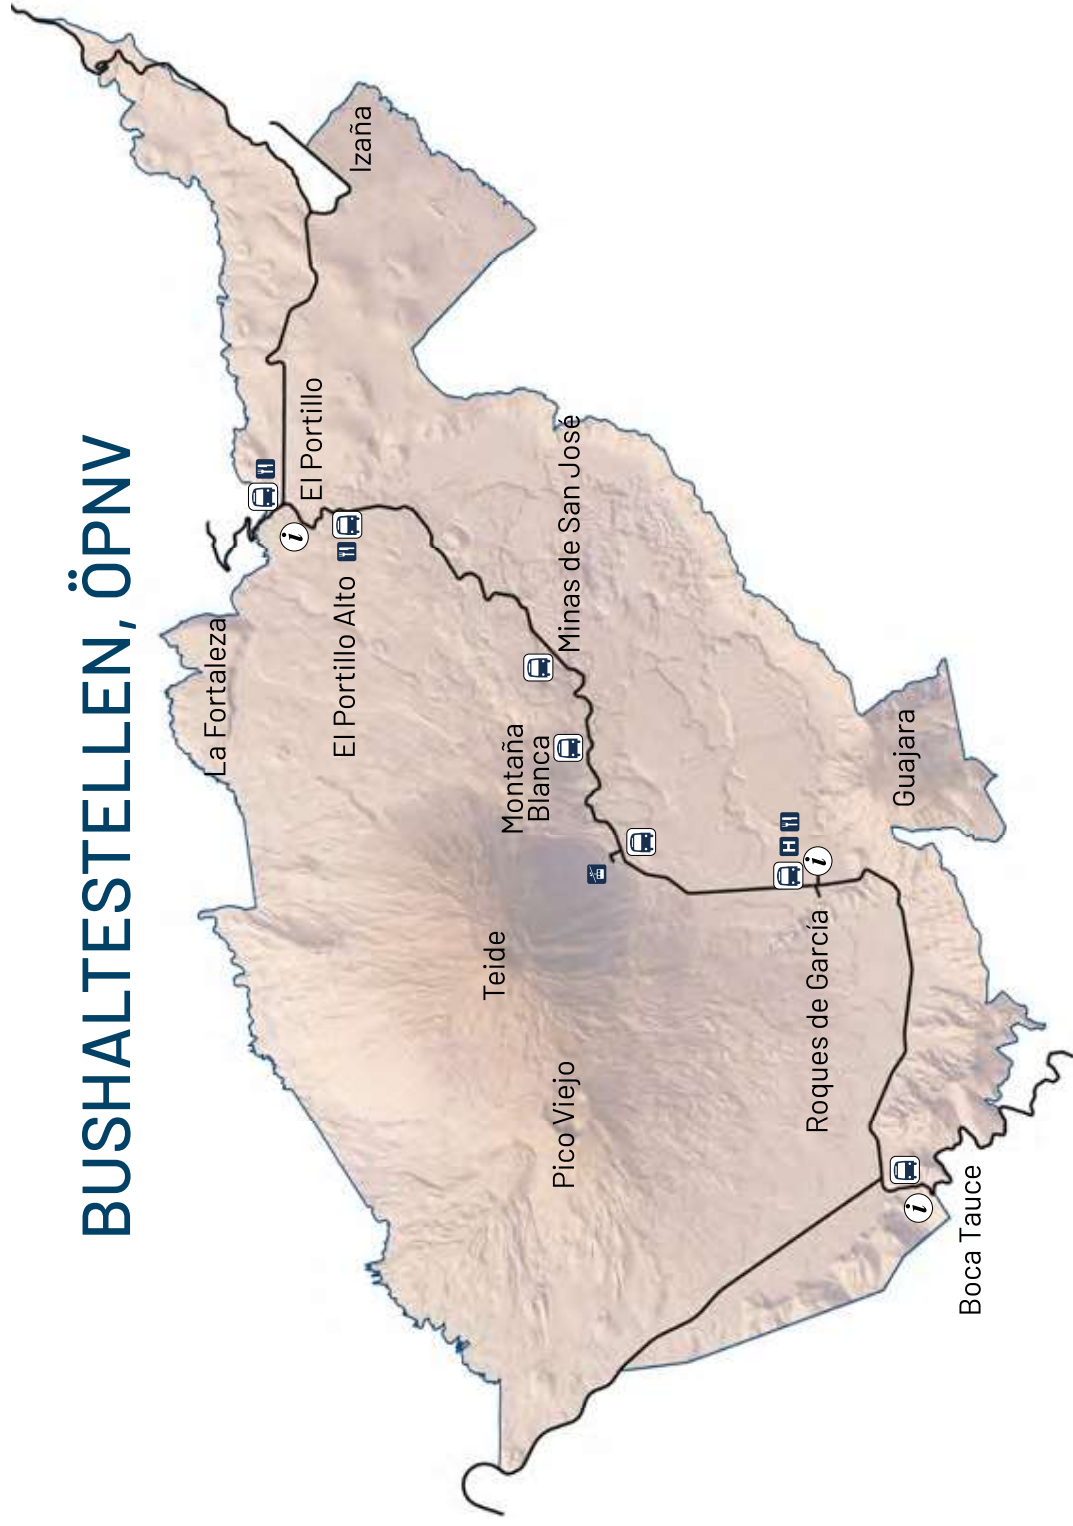 BUSHALTESTELLEN, ÖPNV
La Fortaleza
El Portillo
Izaña
El Portillo Alto
Teide
Montaña
Blanca
Minas de San José
Pico Viejo
Roques de García
Guajara
Boca Tauce
i
H
i
i